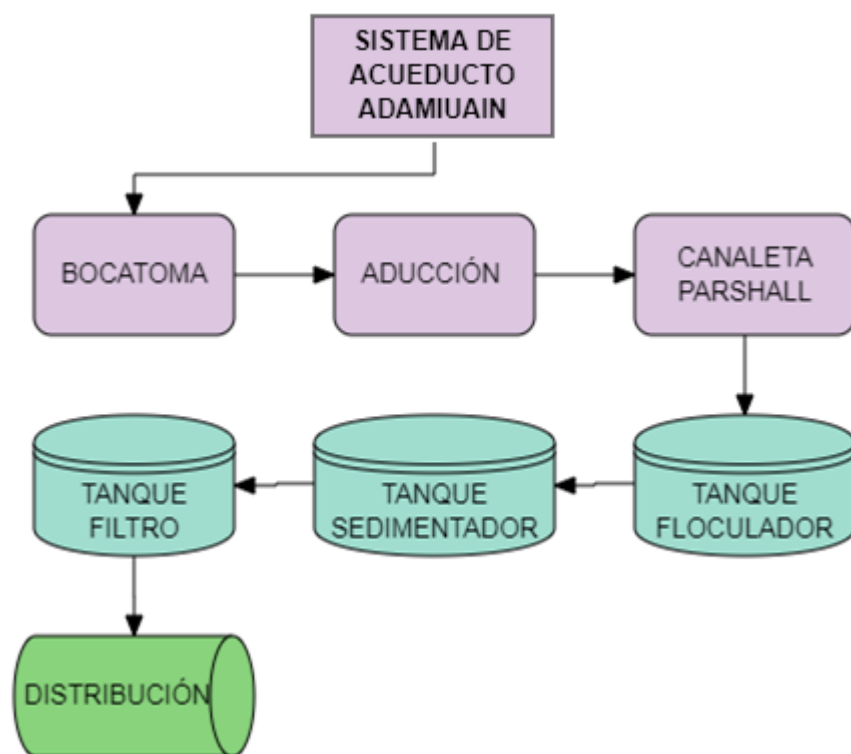 SISTEMA DE
ACUEDUCTO
ADAMIUAIN
BOCATOMA
ADUCCIÓN
CANALETA
PARSHALL
TANQUE
FLOCULADOR
TANQUE
SEDIMENTADOR
TANQUE
FILTRO
DISTRIBUCIÓN